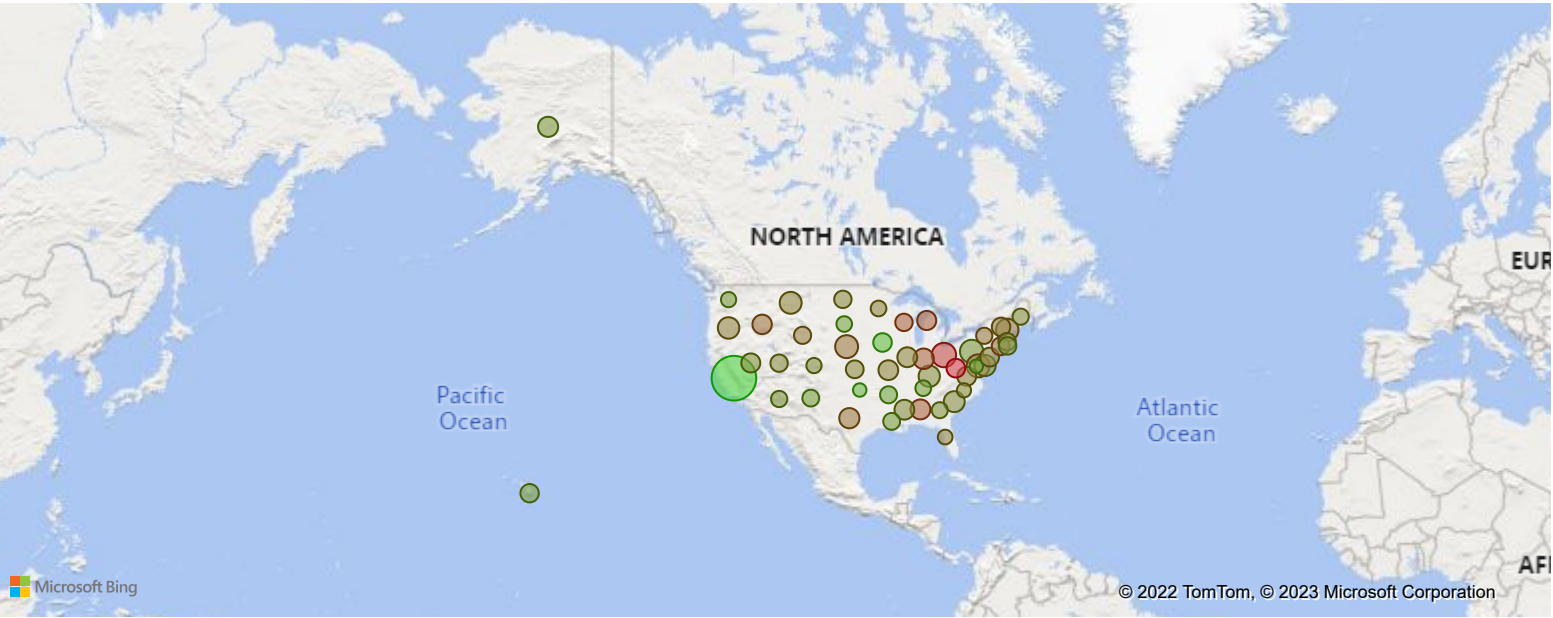 NORTH AMERICA
EUR
Pacific
Ocean
Atlantic
Ocean
AFI
Microsoft Bing
© 2022 TomTom, © 2023 Microsoft Corporation